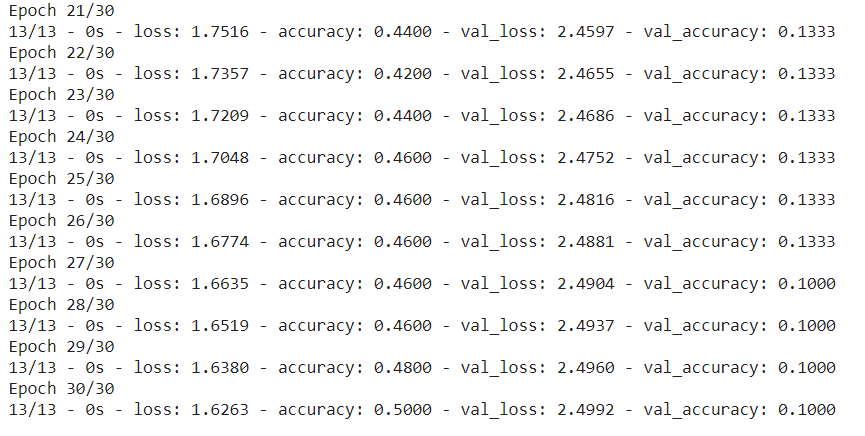 Epoch 21/30
13/13 - 0s - loss: 1.7516 - accuracy: 0.4400 - val_loss: 2.4597 - val_accuracy: 0.1333
Epoch 22/30
13/13 - 0s - loss: 1.7357 - accuracy: 0.4200 - val_loss: 2.4655 - val_accuracy: 0.1333
Epoch 23/30
13/13 - 0s - loss: 1.7209 - accuracy: 0.4400 - val_loss: 2.4686 - val_accuracy: 0.1333
Epoch 24/30
13/13 - 0s - loss: 1.7048 - accuracy: 0.4600 - val_loss: 2.4752 - val_accuracy: 0.1333
Epoch 25/30
13/13 - 0s - loss: 1.6896 - accuracy: 0.4600 - val_loss: 2.4816 - val_accuracy: 0.1333
Epoch 26/30
13/13 - 0s - loss: 1.6774 - accuracy: 0.4600 - val_loss: 2.4881 - val_accuracy: 0.1333
Epoch 27/30
13/13 - 0s - loss: 1.6635 - accuracy: 0.4600 - val_loss: 2.4904 - val_accuracy: 0.1000
Epoch 28/30
13/13 - 0s - loss: 1.6519 - accuracy: 0.4600 - val_loss: 2.4937 - val_accuracy: 0.1000
Epoch 29/30
13/13 - 0s - loss: 1.6380 - accuracy: 0.4800 - val_loss: 2.4960 - val_accuracy: 0.1000
Epoch 30/30
13/13 - 0s - loss: 1.6263 - accuracy: 0.5000 - val_loss: 2.4992 - val_accuracy: 0.1000